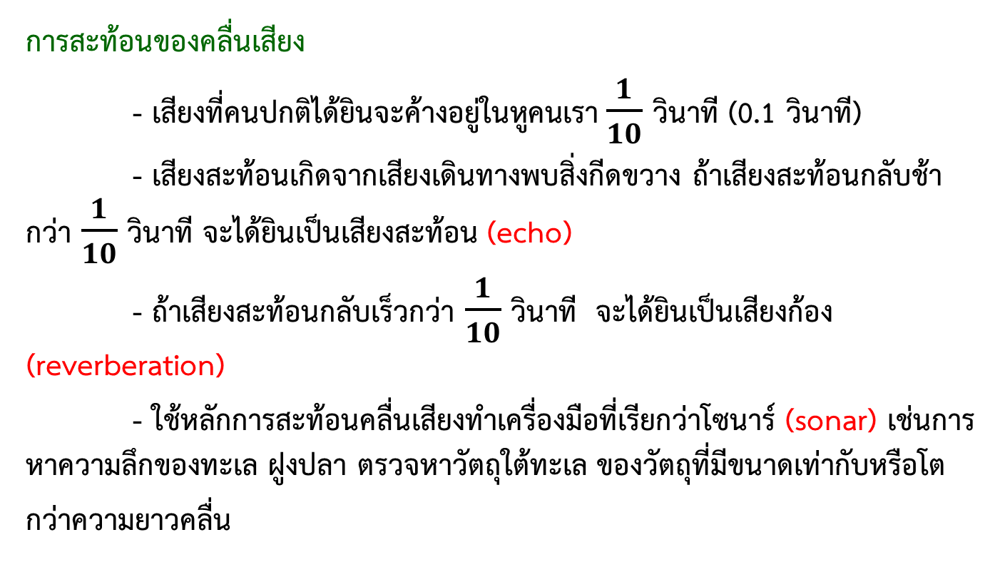 การสะท้อนของคลื่นเสียง
- เสียงที่คนปกติได้ยินจะค้างอยู่ในหูคนเรา 1/10 วินาที (0.1 วินาที)
- เสียงสะท้อนเกิดจากเสียงเดินทางพบสิ่งกีดขวาง ถ้าเสียงสะท้อนกลับช้า
กว่า 1/10 วินาที จะได้ยินเป็นเสียงสะท้อน (echo)
- ถ้าเสียงสะท้อนกลับเร็วกว่า 1/10 วินาที จะได้ยินเป็นเสียงก้อง
(reverberation)
- ใช้หลักการสะท้อนคลื่นเสียงทำเครื่องมือที่เรียกว่าโซนาร์ (sonar) เช่นการ
หาความลึกของทะเล ฝูงปลา ตรวจหาวัตถุใต้ทะเล ของวัตถุที่มีขนาดเท่ากับหรือโต
กว่าความยาวคลื่น